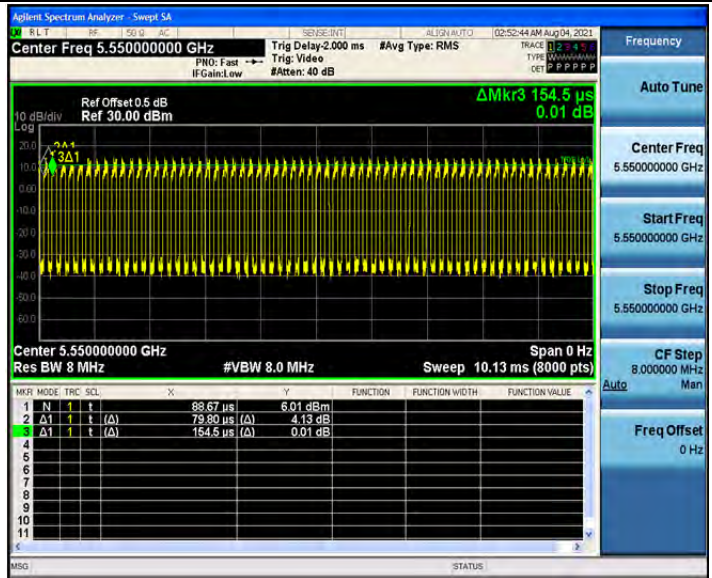 Agilent Spectrum Analyzer - Swept SA
RLT RF 50 Ω AC SENSE:INT ALIGN AUTO 02:52:44 AM Aug 04, 2021
Center Freq 5.550000000 GHz
PNO: Fast
IFGain:Low
Trig Delay-2.000 ms
Trig: Video
#Atten: 40 dB
#Avg Type: RMS
TRACE 1 2 3 4 5 6
TYPE
DET P P P P P P
Frequency
Auto Tune
Center Freq
5.550000000 GHz
Start Freq
5.550000000 GHz
Stop Freq
5.550000000 GHz
CF Step
8.000000 MHz
Auto Man
Freq Offset
0 Hz
ΔMkr3 154.5 µs
0.01 dB
Ref Offset 0.5 dB
10 dB/div Ref 30.00 dBm
Log
20.0
10.0
0.00
-10.0
-20.0
-30.0
-40.0
-50.0
-60.0
2Δ1
3Δ1
Center 5.550000000 GHz Span 0 Hz
Res BW 8 MHz #VBW 8.0 MHz Sweep 10.13 ms (8000 pts)
MKR MODE TRC SCL X Y FUNCTION FUNCTION WIDTH FUNCTION VALUE
1 N 1 t 88.67 µs 6.01 dBm
2 Δ1 1 t (Δ) 79.80 µs (Δ) 4.13 dB
3 Δ1 1 t (Δ) 154.5 µs (Δ) 0.01 dB
4
5
6
7
8
9
10
11
MSG STATUS